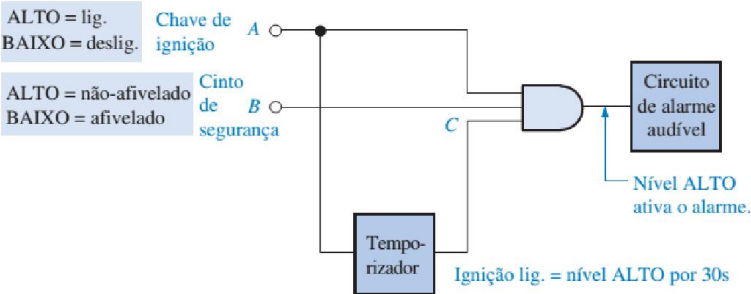 ALTO = lig.
BAIXO = deslig.
Chave de
ignição
A
ALTO = não-afivelado
BAIXO = afivelado
Cinto
de
segurança
B
C
Circuito
de alarme
audível
Nível ALTO
ativa o alarme.
Tempo-
rizador
Ignição lig. = nível ALTO por 30s